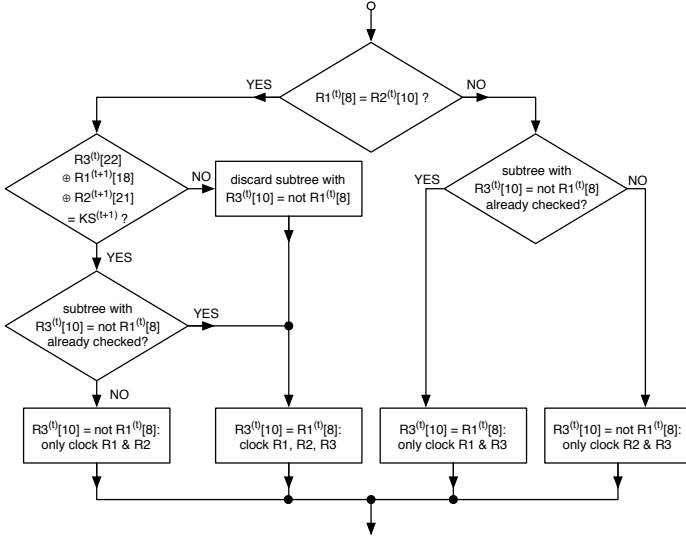 R1⁽ᵗ⁾[8] = R2⁽ᵗ⁾[10] ?
YES
NO
R3⁽ᵗ⁾[22]
⊕ R1⁽ᵗ⁺¹⁾[18]
⊕ R2⁽ᵗ⁺¹⁾[21]
= KS⁽ᵗ⁺¹⁾ ?
NO
discard subtree with
R3⁽ᵗ⁾[10] = not R1⁽ᵗ⁾[8]
YES
subtree with
R3⁽ᵗ⁾[10] = not R1⁽ᵗ⁾[8]
already checked?
NO
YES
subtree with
R3⁽ᵗ⁾[10] = not R1⁽ᵗ⁾[8]
already checked?
YES
NO
R3⁽ᵗ⁾[10] = not R1⁽ᵗ⁾[8]:
only clock R1 & R2
R3⁽ᵗ⁾[10] = R1⁽ᵗ⁾[8]:
clock R1, R2, R3
R3⁽ᵗ⁾[10] = R1⁽ᵗ⁾[8]:
only clock R1 & R3
R3⁽ᵗ⁾[10] = not R1⁽ᵗ⁾[8]:
only clock R2 & R3